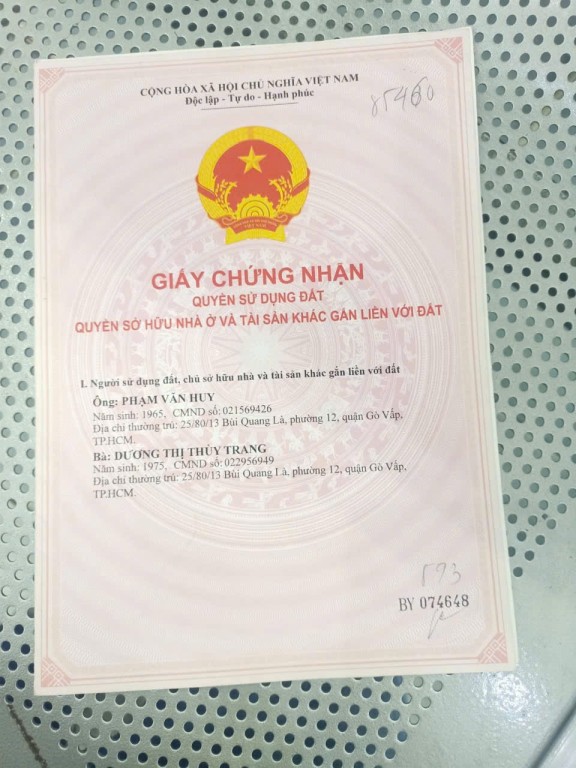 CỘNG HÒA XÃ HỘI CHỦ NGHĨA VIỆT NAM
Độc lập - Tự do - Hạnh phúc
85460
GIẤY CHỨNG NHẬN
QUYỀN SỬ DỤNG ĐẤT
QUYỀN SỞ HỮU NHÀ Ở VÀ TÀI SẢN KHÁC GẮN LIỀN VỚI ĐẤT
I. Người sử dụng đất, chủ sở hữu nhà và tài sản khác gắn liền với đất
Ông: PHẠM VĂN HUY
Năm sinh: 1965, CMND số: 021569426
Địa chỉ thường trú: 25/80/13 Bùi Quang Là, phường 12, quận Gò Vấp,
TP.HCM.
Bà: DƯƠNG THỊ THÙY TRANG
Năm sinh: 1975, CMND số: 022956949
Địa chỉ thường trú: 25/80/13 Bùi Quang Là, phường 12, quận Gò Vấp,
TP.HCM.
593
BY 074648